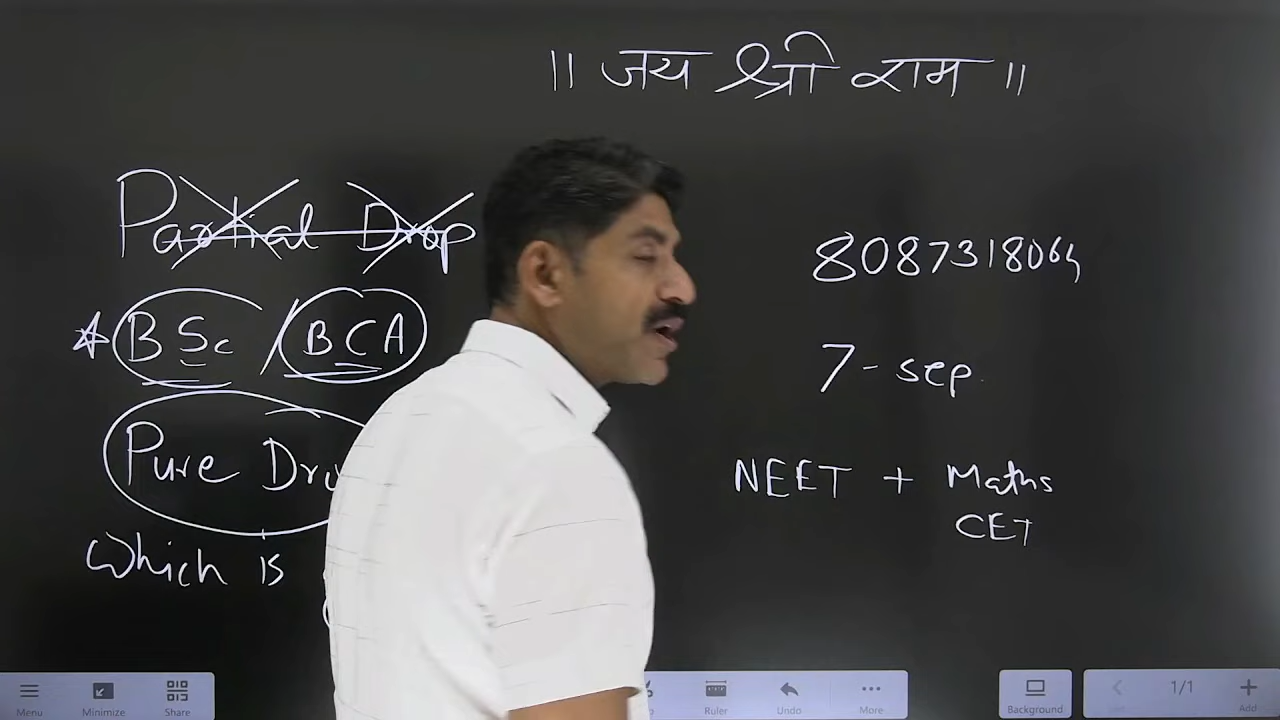 ॥ जय श्री राम ॥
Partial Drop
BSc / BCA
Pure Dro
Which is
8087318064
7-sep.
NEET + Maths
CET
Menu
Minimize
Share
Ruler
Undo
More
Background
1/1
Add